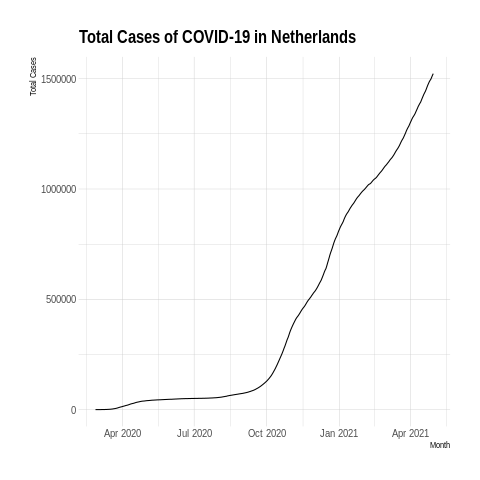 Total Cases of COVID-19 in Netherlands
Total Cases
1500000
1000000
500000
0
Apr 2020 Jul 2020 Oct 2020 Jan 2021 Apr 2021
Month